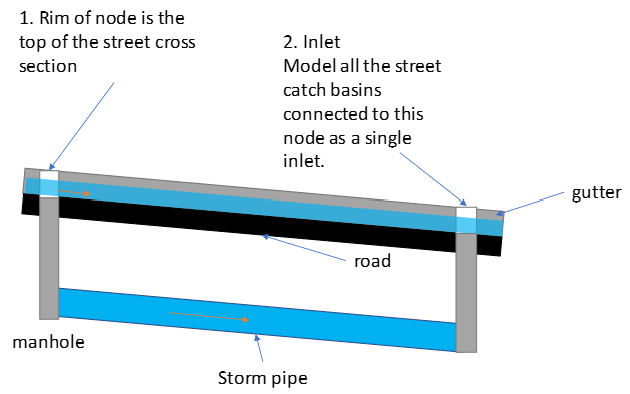 1. Rim of node is the
top of the street cross
section
2. Inlet
Model all the street
catch basins
connected to this
node as a single
inlet.
gutter
road
manhole
Storm pipe